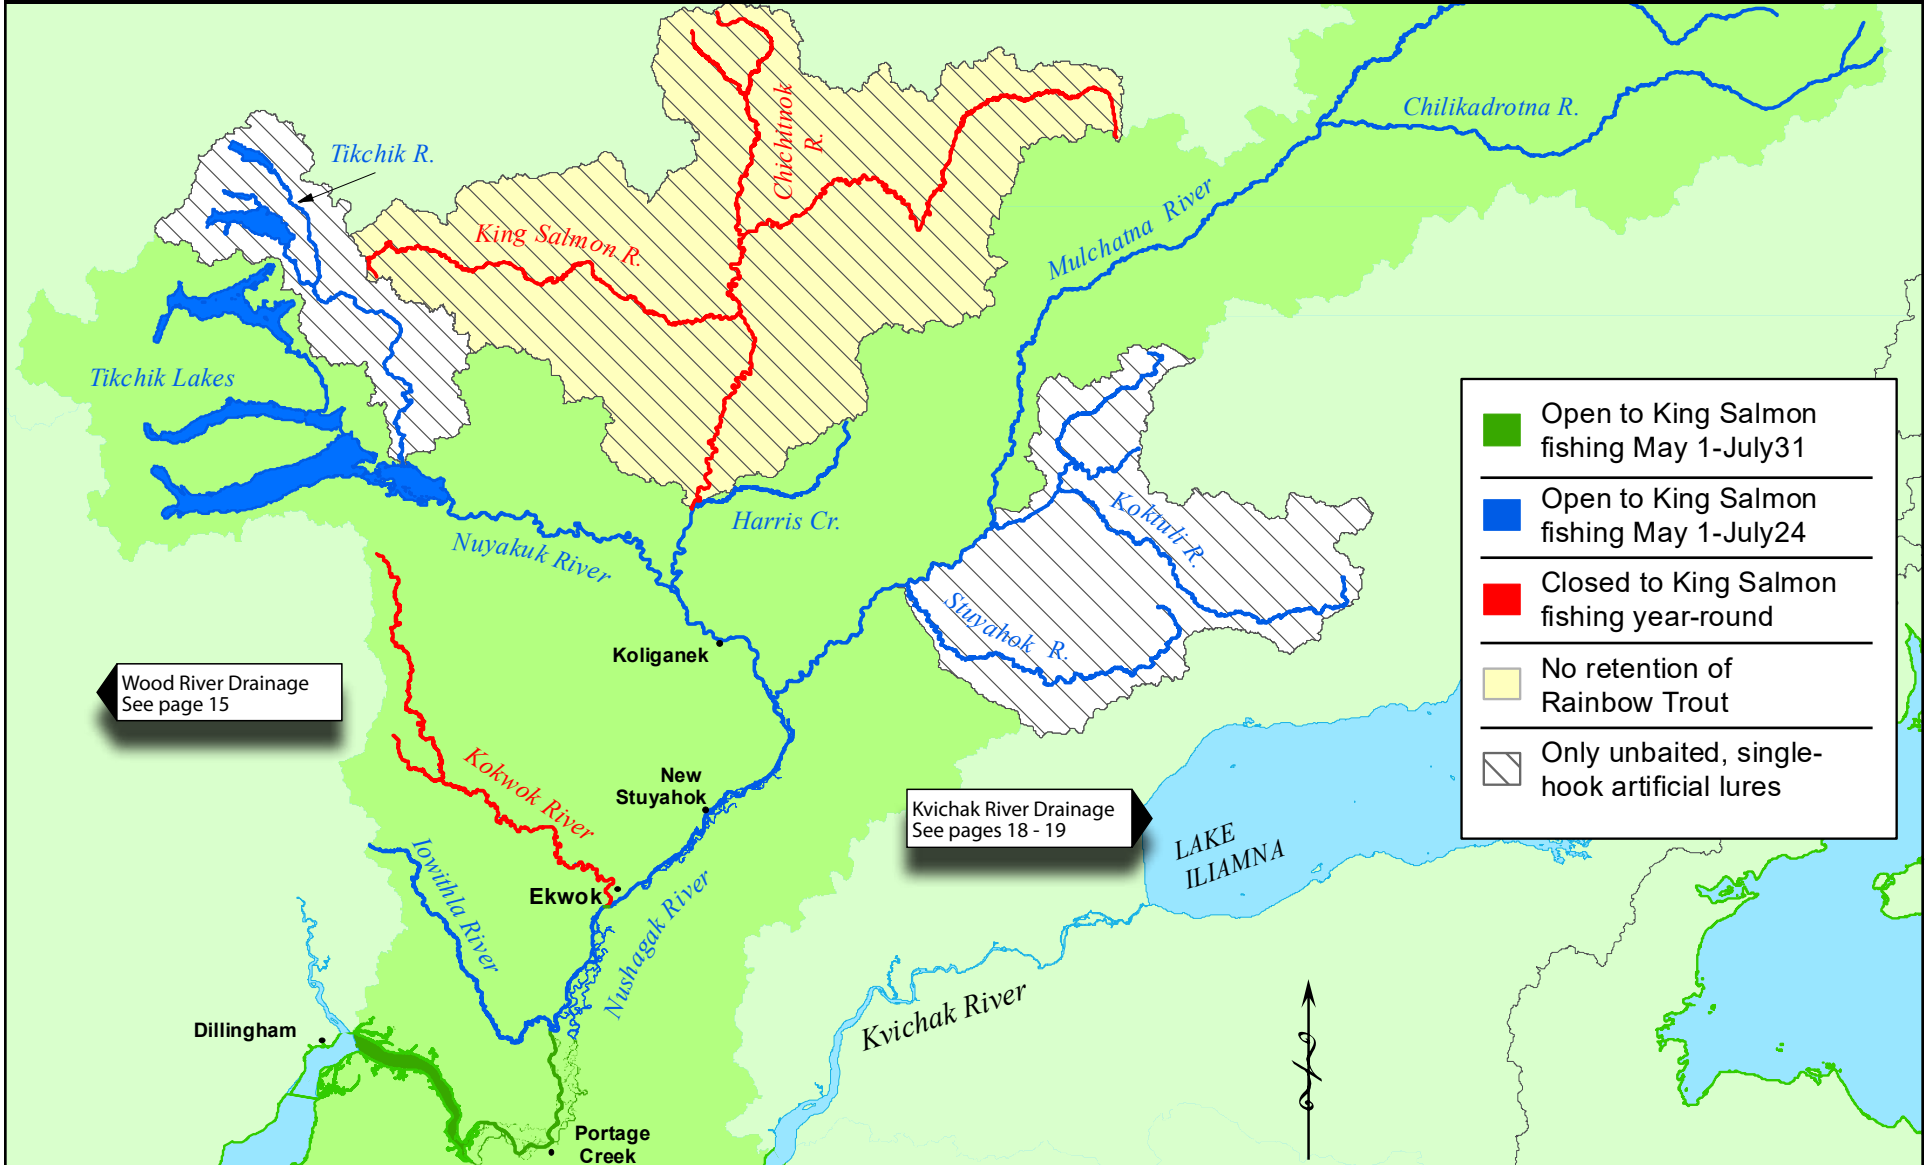 Chilikadrotna R.
Tikchik R.
Chichitnok
R.
Mulchatna River
King Salmon R.
Tikchik Lakes
Harris Cr.
Nuyakuk River
Koktuli R.
Stuyahok R.
Koliganek
Wood River Drainage
See page 15
New
Stuyahok
Kokwok River
Kvichak River Drainage
See pages 18 - 19
LAKE
ILIAMNA
Iowithla River
Ekwok
Nushagak River
Kvichak River
Dillingham
Portage
Creek
Open to King Salmon
fishing May 1-July31
Open to King Salmon
fishing May 1-July24
Closed to King Salmon
fishing year-round
No retention of
Rainbow Trout
Only unbaited, single-
hook artificial lures